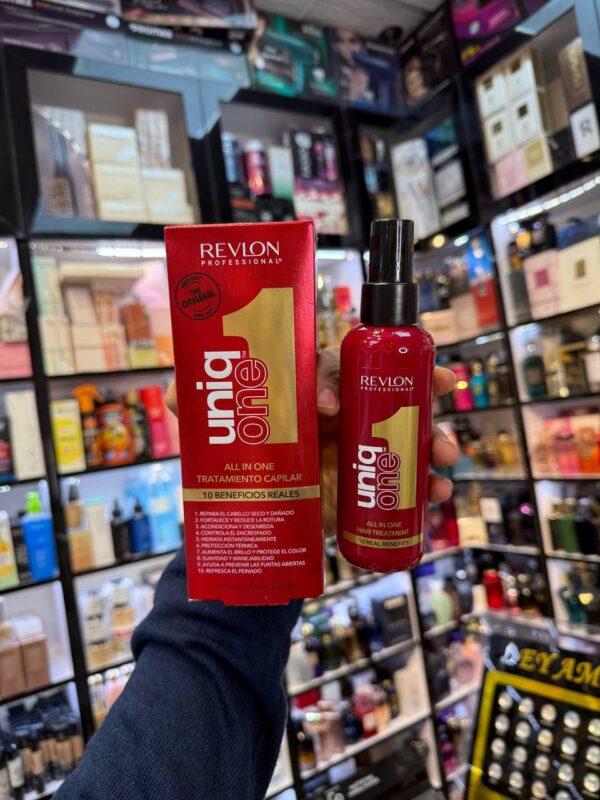 REVLON
PROFESSIONAL®
THE
ORIGINAL
1
uniq
one™
ALL IN ONE
TRATAMIENTO CAPILAR
10 BENEFICIOS REALES
1. REPARA EL CABELLO SECO Y DAÑADO
2. FORTALECE Y REDUCE LA ROTURA
3. ACONDICIONA Y DESENREDA
4. CONTROLA EL ENCRESPADO
5. HIDRATA INSTANTÁNEAMENTE
6. PROTECCIÓN TÉRMICA
7. AUMENTA EL BRILLO Y PROTEGE EL COLOR
8. SUAVIDAD Y MANEJABILIDAD
9. AYUDA A PREVENIR LAS PUNTAS ABIERTAS
10. REFRESCA EL PEINADO
REVLON
PROFESSIONAL
1
uniq
one
ALL IN ONE
HAIR TREATMENT
10 REAL BENEFITS